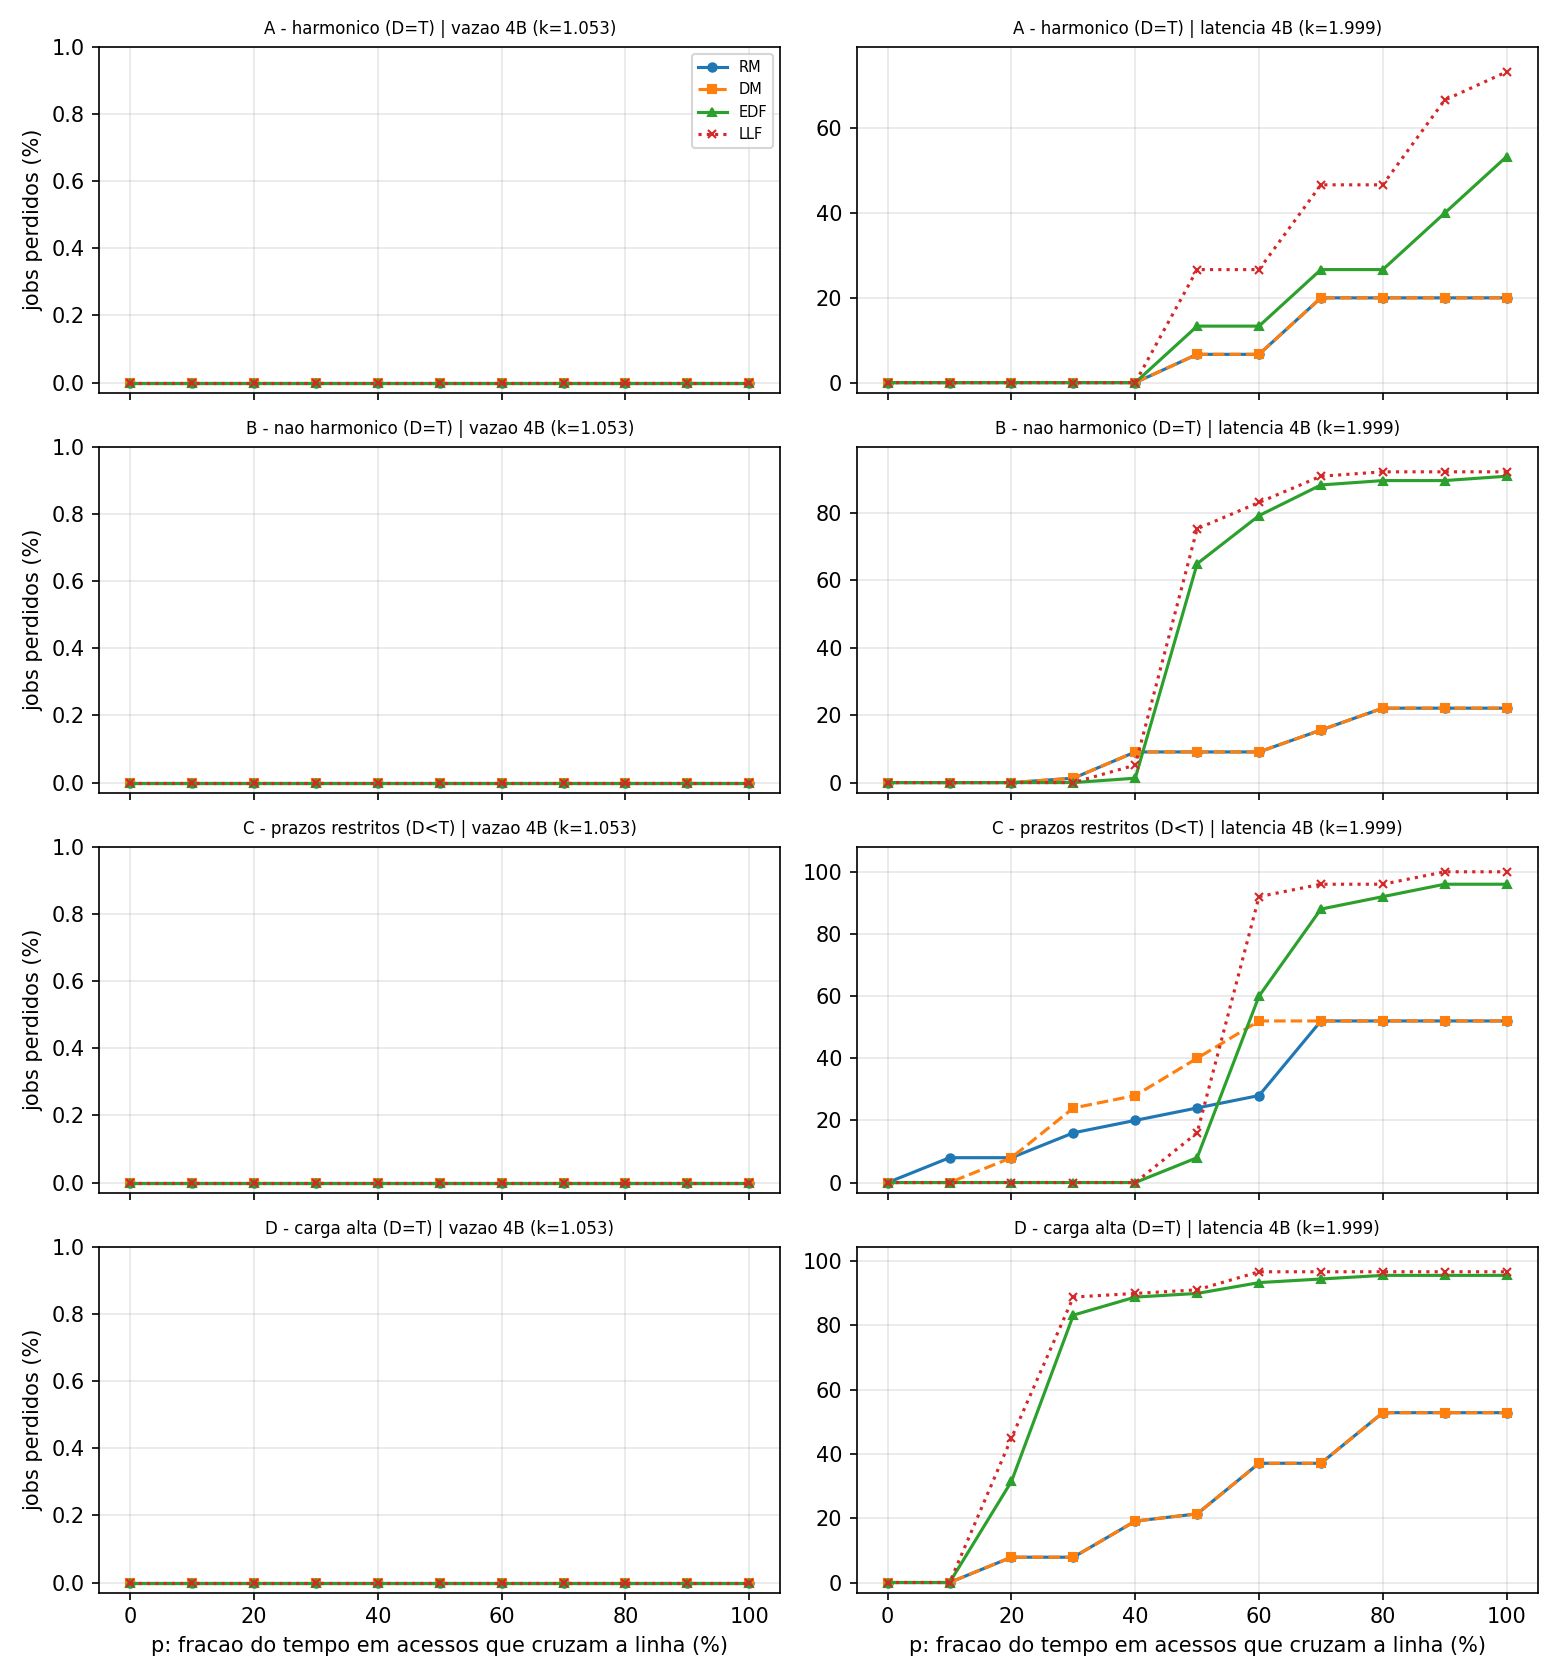 A - harmonico (D=T) | vazao 4B (k=1.053)
1.0
0.8
0.6
0.4
0.2
0.0
jobs perdidos (%)
RM
DM
EDF
LLF
A - harmonico (D=T) | latencia 4B (k=1.999)
60
40
20
0
B - nao harmonico (D=T) | vazao 4B (k=1.053)
1.0
0.8
0.6
0.4
0.2
0.0
jobs perdidos (%)
B - nao harmonico (D=T) | latencia 4B (k=1.999)
80
60
40
20
0
C - prazos restritos (D<T) | vazao 4B (k=1.053)
1.0
0.8
0.6
0.4
0.2
0.0
jobs perdidos (%)
C - prazos restritos (D<T) | latencia 4B (k=1.999)
100
80
60
40
20
0
D - carga alta (D=T) | vazao 4B (k=1.053)
1.0
0.8
0.6
0.4
0.2
0.0
jobs perdidos (%)
0 20 40 60 80 100
p: fracao do tempo em acessos que cruzam a linha (%)
D - carga alta (D=T) | latencia 4B (k=1.999)
100
80
60
40
20
0
0 20 40 60 80 100
p: fracao do tempo em acessos que cruzam a linha (%)